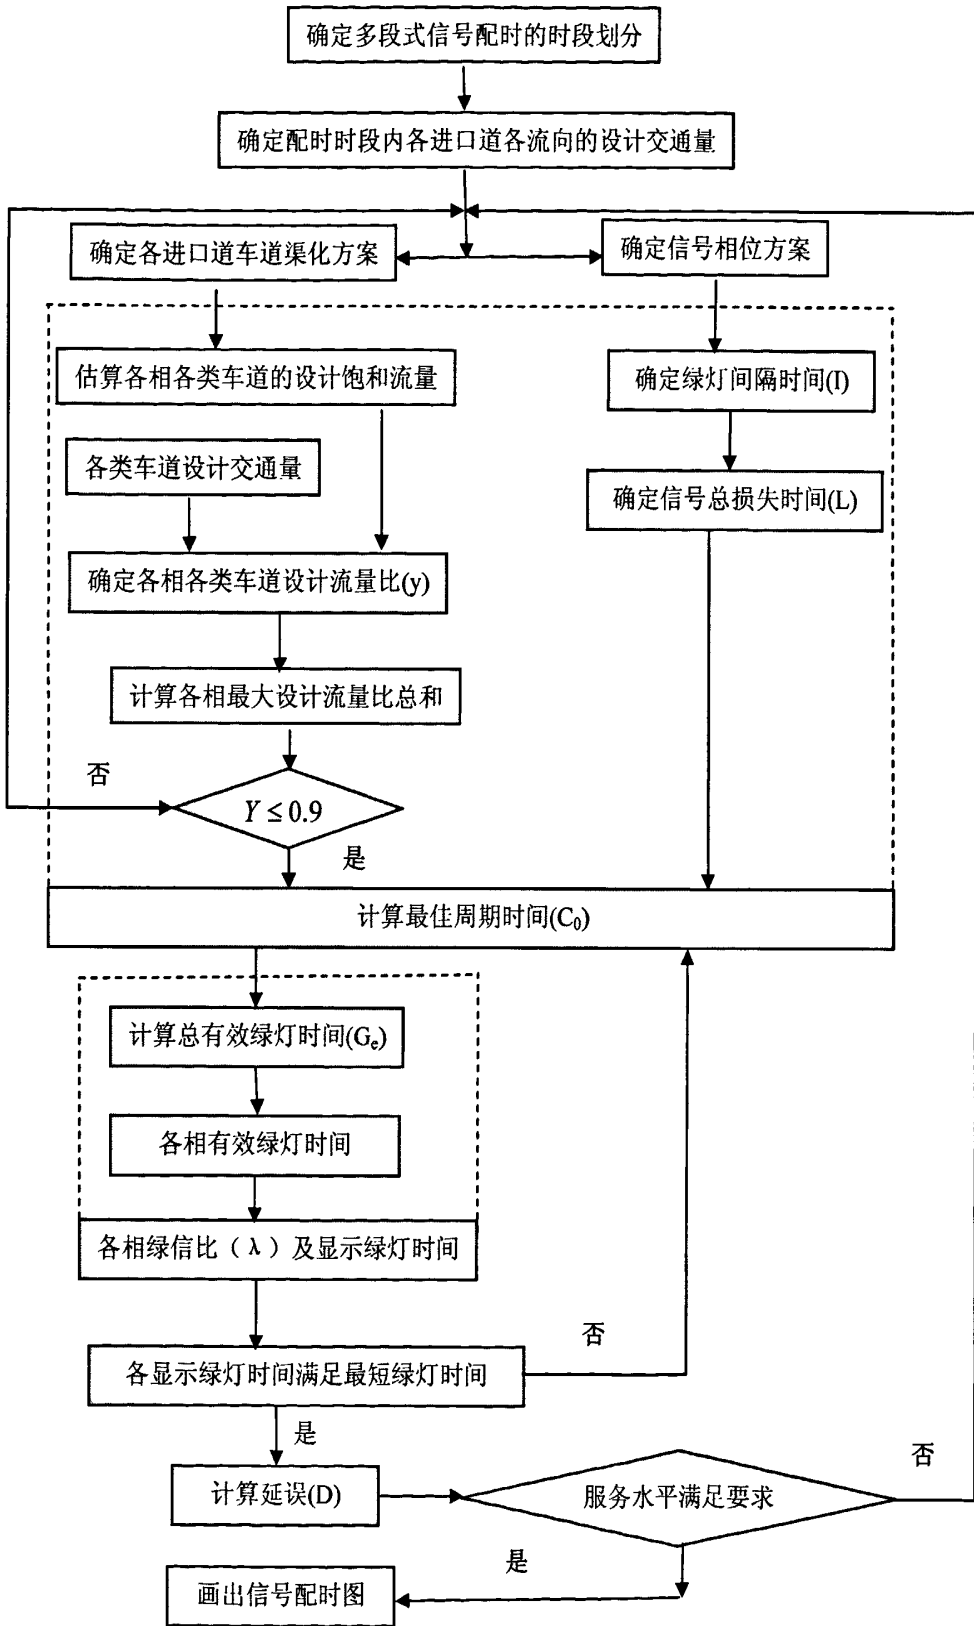 确定多段式信号配时的时段划分
确定配时时段内各进口道各流向的设计交通量
确定各进口道车道渠化方案
确定信号相位方案
估算各相各类车道的设计饱和流量
确定绿灯间隔时间(I)
各类车道设计交通量
确定信号总损失时间(L)
确定各相各类车道设计流量比(y)
计算各相最大设计流量比总和
否
Y ≤ 0.9
是
计算最佳周期时间(C₀)
计算总有效绿灯时间(Gₑ)
各相有效绿灯时间
各相绿信比（λ）及显示绿灯时间
否
各显示绿灯时间满足最短绿灯时间
是
否
计算延误(D)
服务水平满足要求
是
画出信号配时图